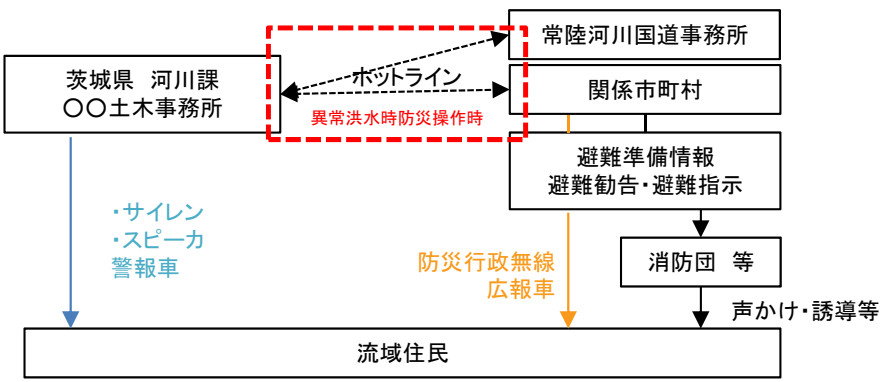 常陸河川国道事務所
茨城県 河川課
〇〇土木事務所
ホットライン
関係市町村
異常洪水時防災操作時
避難準備情報
避難勧告・避難指示
・サイレン
・スピーカ
警報車
防災行政無線
広報車
消防団 等
声かけ・誘導等
流域住民